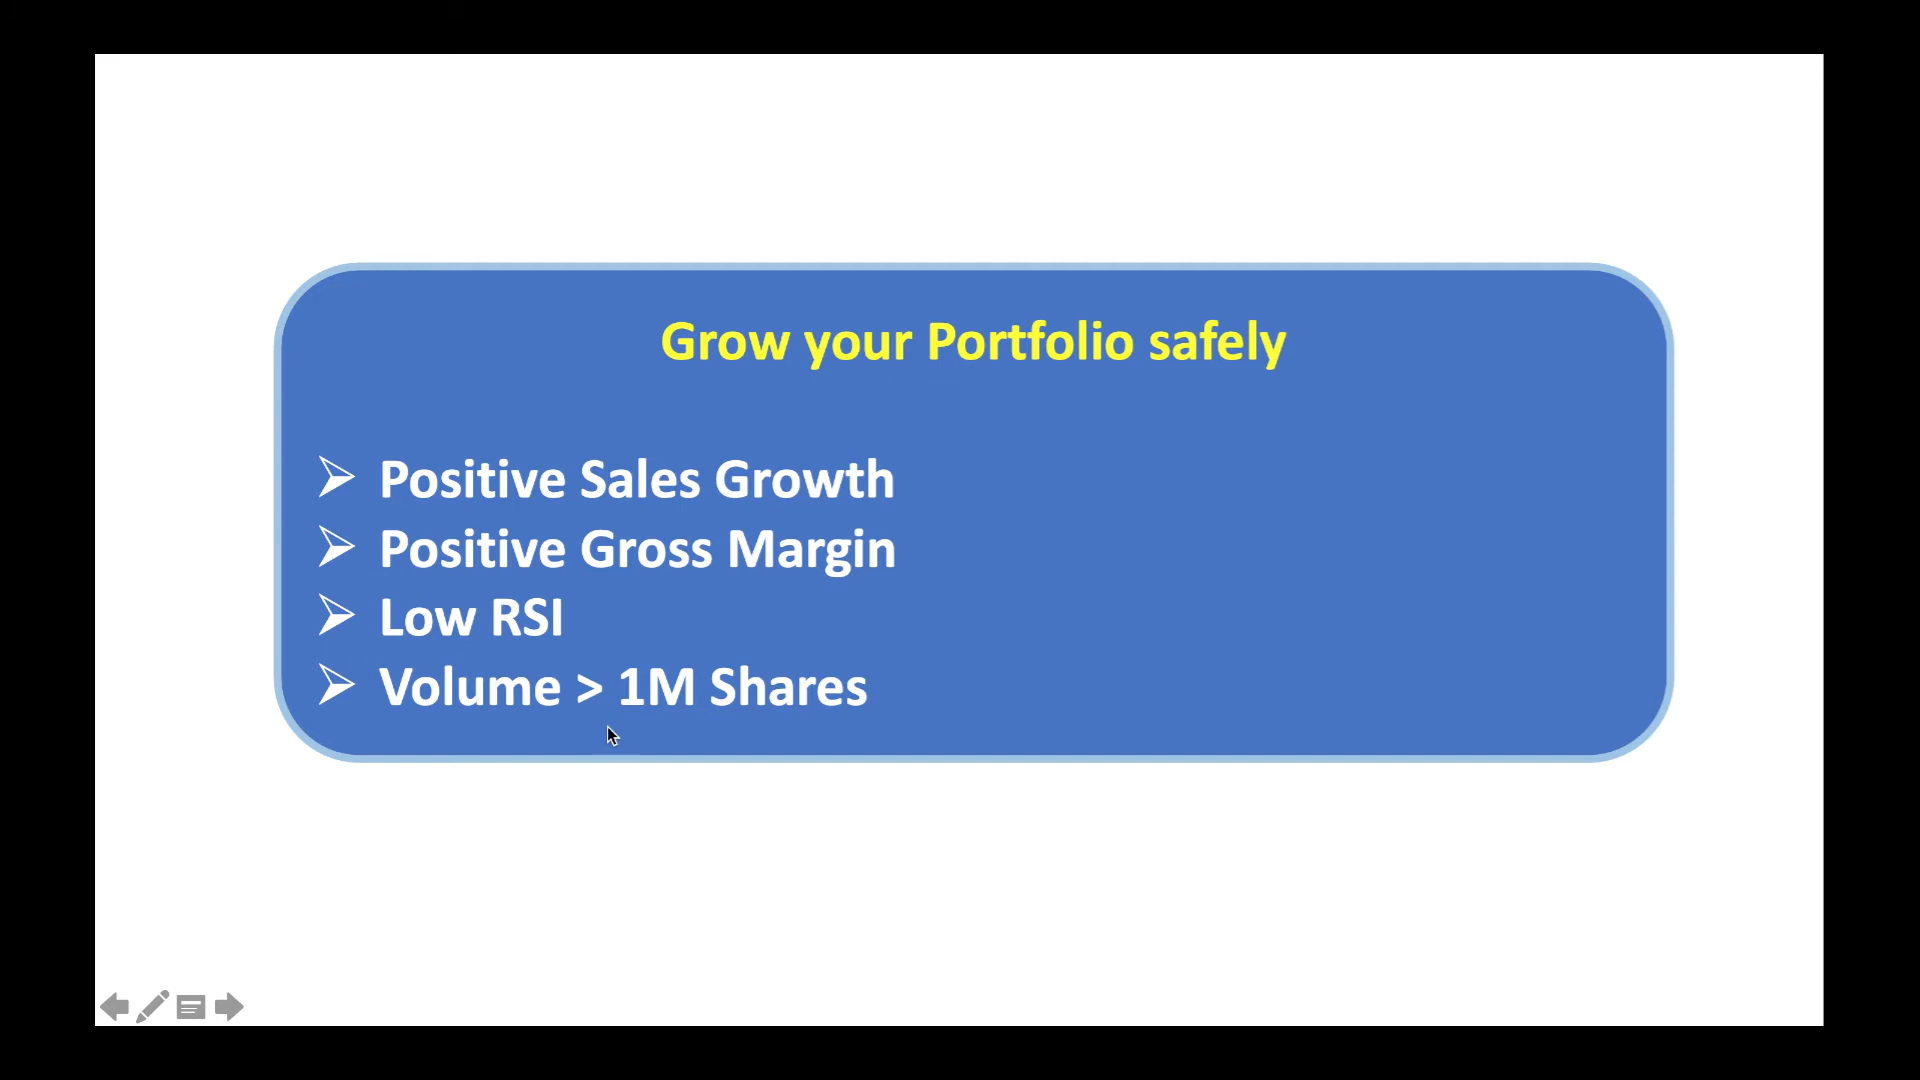 Grow your Portfolio safely
Positive Sales Growth
Positive Gross Margin
Low RSI
Volume > 1M Shares